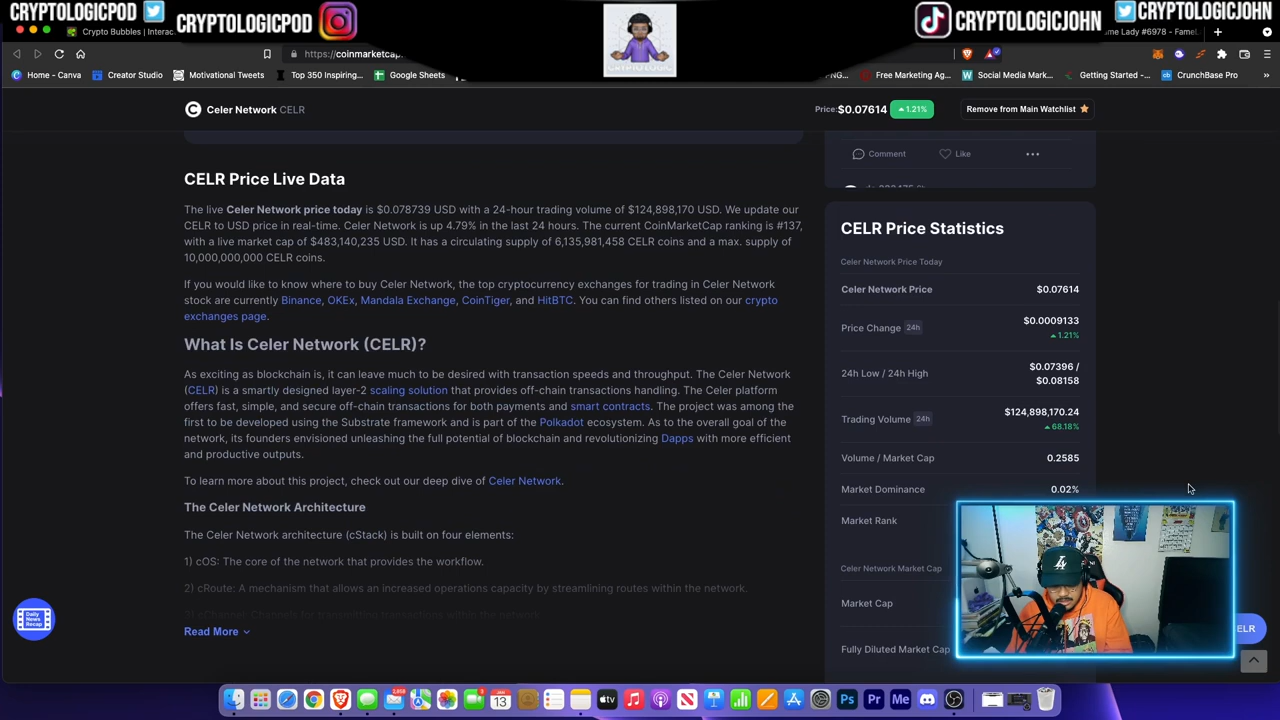 CRYPTOLOGICPOD
CRYPTOLOGICPOD
CRYPTOLOGICJOHN
CRYPTOLOGICJOHN
Crypto Bubbles | Interac
me Lady #6978 - Famel
https://coinmarketcap.
Home - Canva
Creator Studio
Motivational Tweets
Top 350 Inspiring...
Google Sheets
Free Marketing Ag...
Social Media Mark...
Getting Started -...
CrunchBase Pro
Celer Network CELR
Price: $0.07614
1.21%
Remove from Main Watchlist
Comment
Like
CELR Price Live Data
The live Celer Network price today is $0.078739 USD with a 24-hour trading volume of $124,898,170 USD. We update our
CELR to USD price in real-time. Celer Network is up 4.79% in the last 24 hours. The current CoinMarketCap ranking is #137,
with a live market cap of $483,140,235 USD. It has a circulating supply of 6,135,981,458 CELR coins and a max. supply of
10,000,000,000 CELR coins.
If you would like to know where to buy Celer Network, the top cryptocurrency exchanges for trading in Celer Network
stock are currently Binance, OKEx, Mandala Exchange, CoinTiger, and HitBTC. You can find others listed on our crypto
exchanges page.
What Is Celer Network (CELR)?
As exciting as blockchain is, it can leave much to be desired with transaction speeds and throughput. The Celer Network
(CELR) is a smartly designed layer-2 scaling solution that provides off-chain transactions handling. The Celer platform
offers fast, simple, and secure off-chain transactions for both payments and smart contracts. The project was among the
first to be developed using the Substrate framework and is part of the Polkadot ecosystem. As to the overall goal of the
network, its founders envisioned unleashing the full potential of blockchain and revolutionizing Dapps with more efficient
and productive outputs.
To learn more about this project, check out our deep dive of Celer Network.
The Celer Network Architecture
The Celer Network architecture (cStack) is built on four elements:
1) cOS: The core of the network that provides the workflow.
2) cRoute: A mechanism that allows an increased operations capacity by streamlining routes within the network.
Read More
Daily
News
Recap
CELR Price Statistics
Celer Network Price Today
Celer Network Price
$0.07614
Price Change 24h
$0.0009133
1.21%
24h Low / 24h High
$0.07396 /
$0.08158
Trading Volume 24h
$124,898,170.24
68.18%
Volume / Market Cap
0.2585
Market Dominance
0.02%
Market Rank
Celer Network Market Cap
Market Cap
Fully Diluted Market Cap
ELR
JAN
13
Ps
Pr
Me
tv